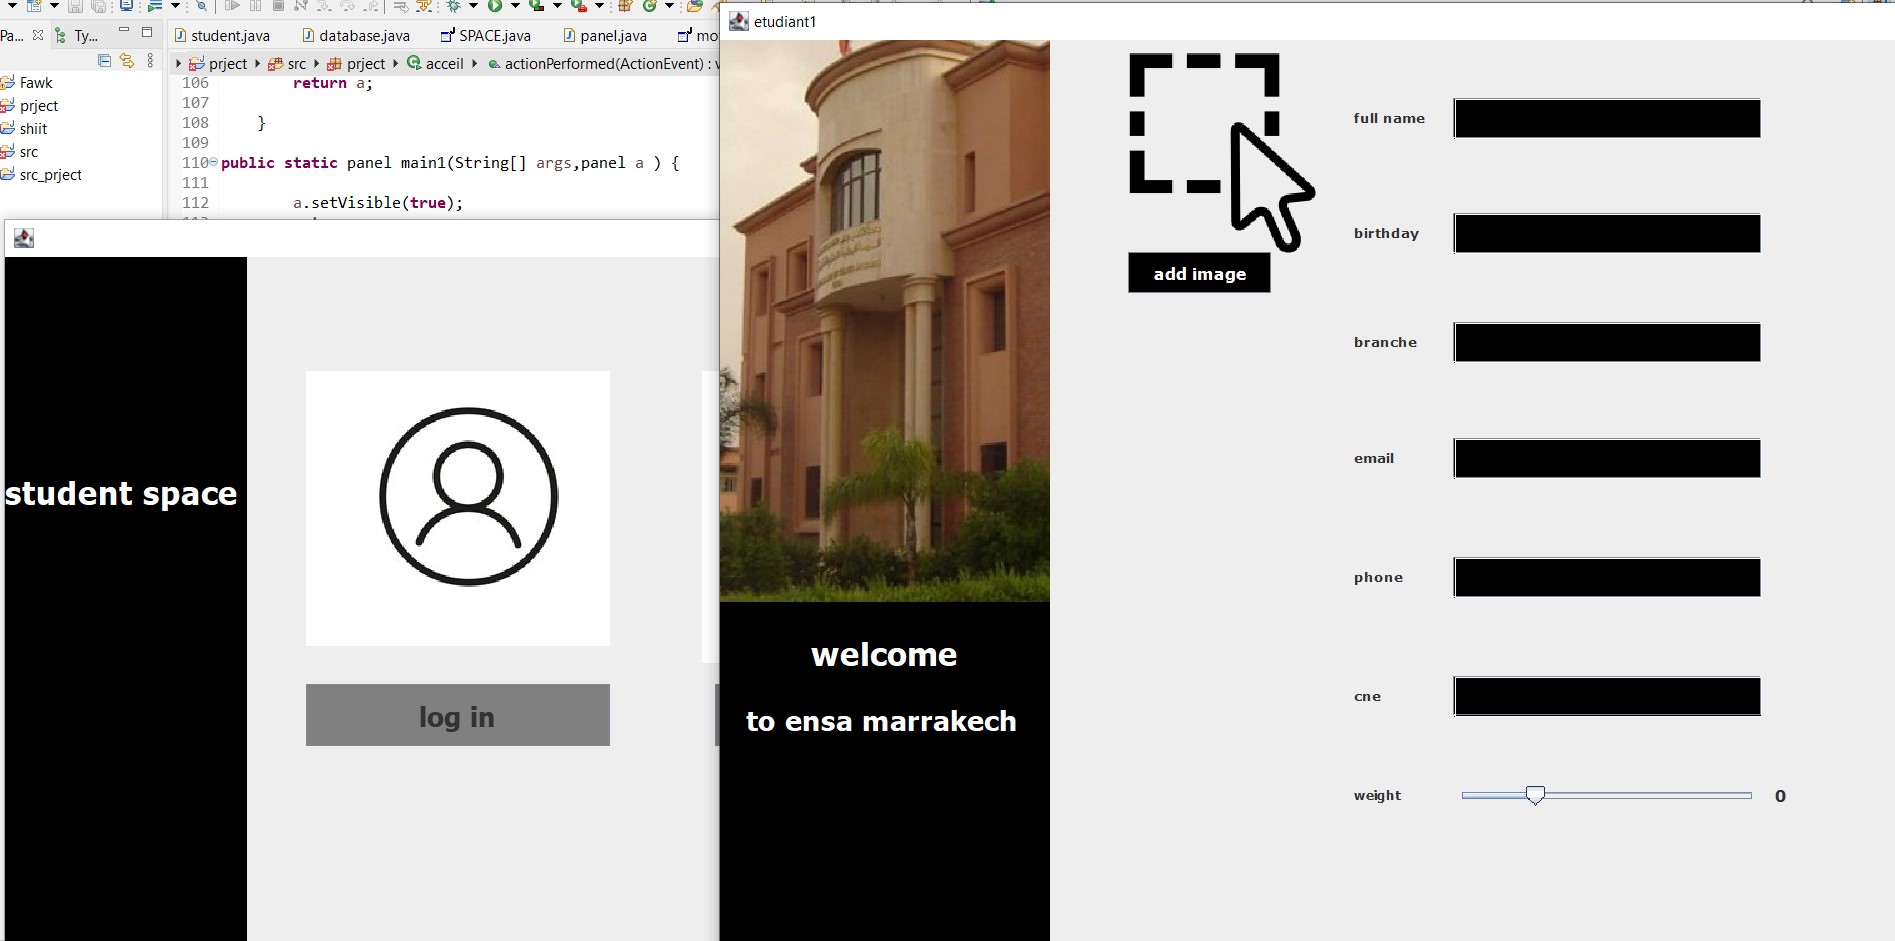 Pa...
Ty...
student.java
database.java
SPACE.java
panel.java
mo
prject
src
prject
acceil
actionPerformed(ActionEvent) :
Fawk
prject
shiit
src
src_prject
106 return a;
107
108 }
109
110 public static panel main1(String[] args,panel a ) {
111
112 a.setVisible(true);
student space
log in
etudiant1
welcome
to ensa marrakech
add image
full name
birthday
branche
email
phone
cne
weight
0